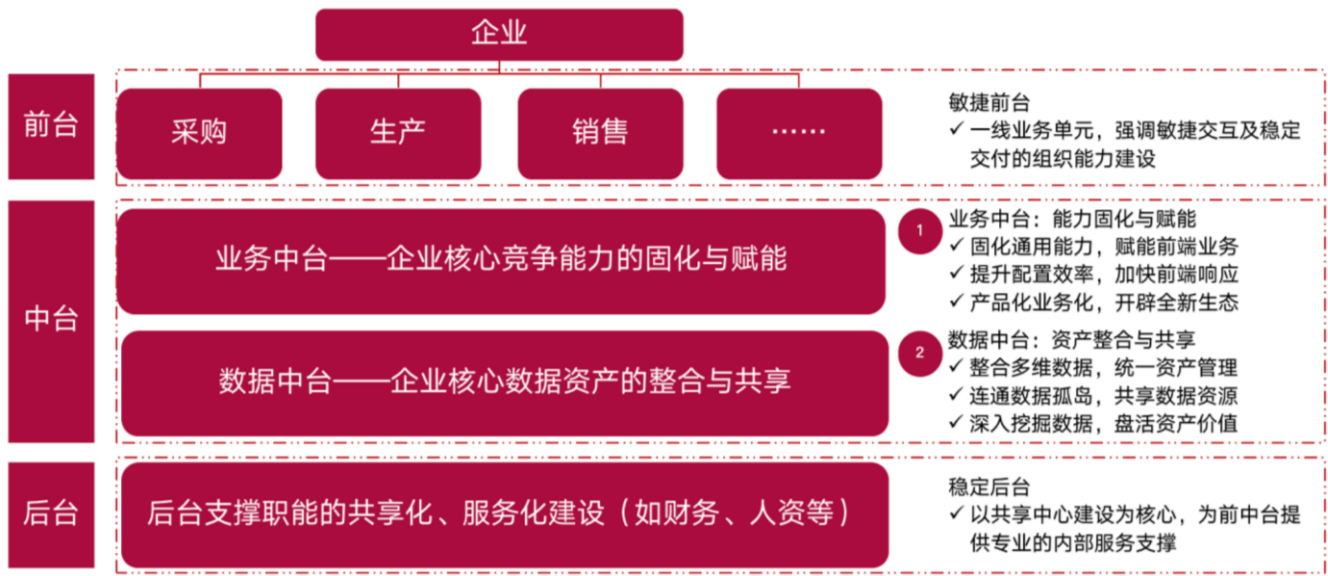 企业
前台
采购
生产
销售
……
敏捷前台
✓ 一线业务单元，强调敏捷交互及稳定
交付的组织能力建设
中台
业务中台——企业核心竞争能力的固化与赋能
1
业务中台：能力固化与赋能
✓ 固化通用能力，赋能前端业务
✓ 提升配置效率，加快前端响应
✓ 产品化业务化，开辟全新生态
数据中台——企业核心数据资产的整合与共享
2
数据中台：资产整合与共享
✓ 整合多维数据，统一资产管理
✓ 连通数据孤岛，共享数据资源
✓ 深入挖掘数据，盘活资产价值
后台
后台支撑职能的共享化、服务化建设（如财务、人资等）
稳定后台
✓ 以共享中心建设为核心，为前中台提
供专业的内部服务支撑